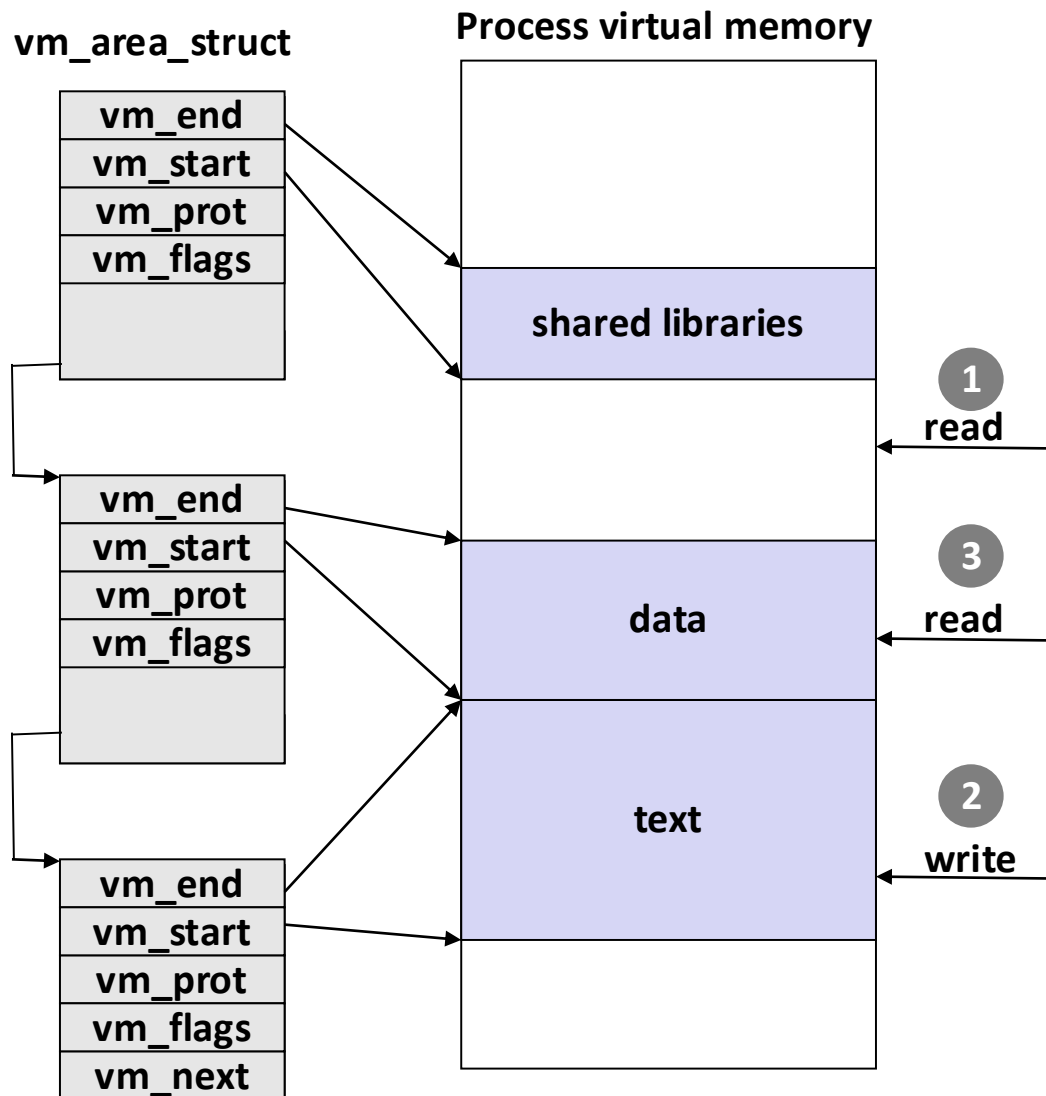 Process virtual memory
vm_area_struct
vm_end
vm_start
vm_prot
vm_flags
shared libraries
1
read
vm_end
vm_start
vm_prot
vm_flags
data
3
read
text
2
write
vm_end
vm_start
vm_prot
vm_flags
vm_next